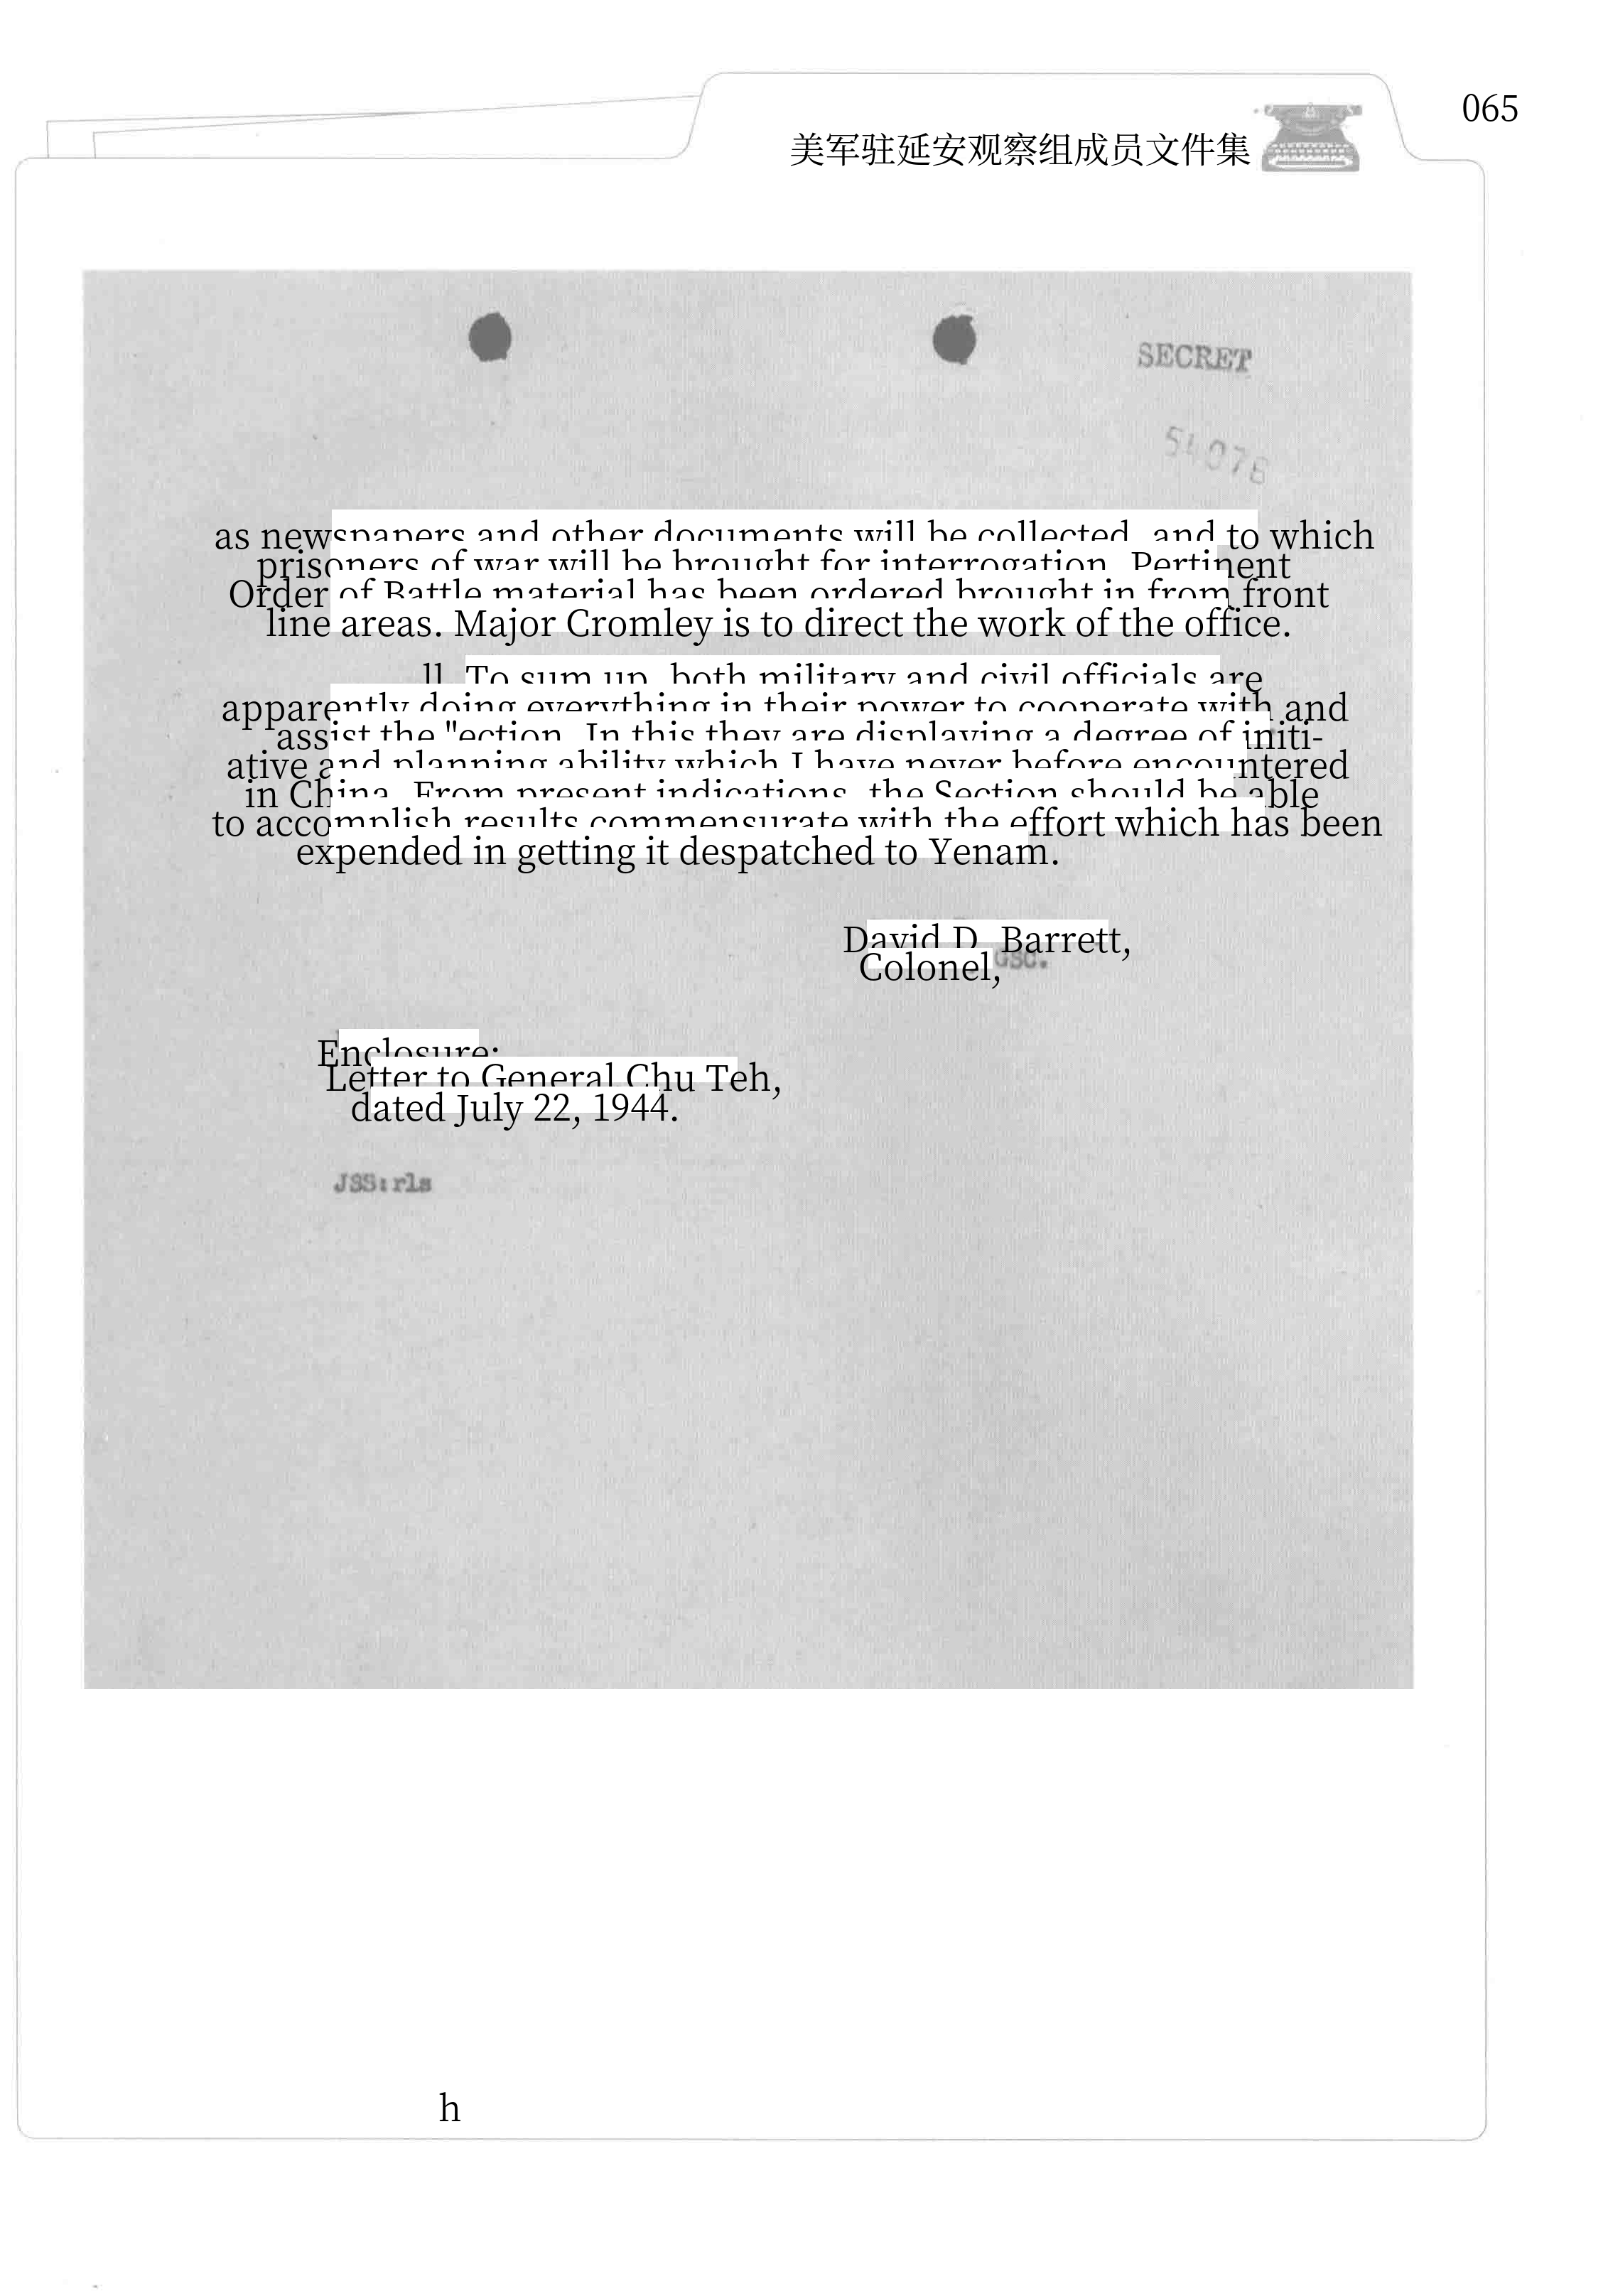 065
美军驻延安观察组成员文件集
SECRET
54076
as newspapers and other documents will be collected, and to which
prisoners of war will be brought for interrogation. Pertinent
Order of Battle material has been ordered brought in from front
line areas. Major Cromley is to direct the work of the office.
ll. To sum up, both military and civil officials are
apparently doing everything in their power to cooperate with and
assist the "ection. In this they are displaying a degree of initi-
ative and planning ability which I have never before encountered
in China. From present indications, the Section should be able
to accomplish results commensurate with the effort which has been
expended in getting it despatched to Yenam.
David D. Barrett,
Colonel, GSC.
Enclosure:
Letter to General Chu Teh,
dated July 22, 1944.
JSS:rls
h